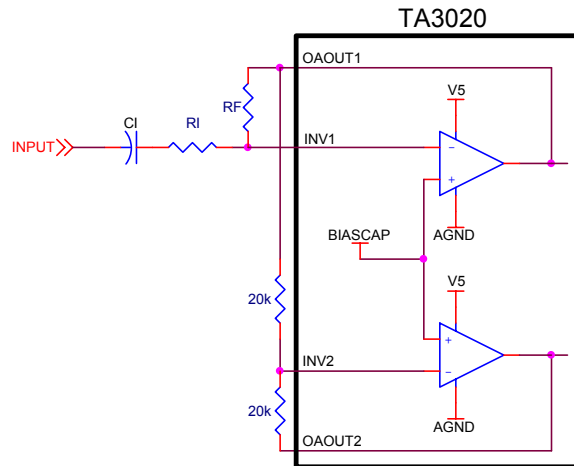 TA3020
OAOUT1
V5
CI
RI
RF
INPUT
INV1
AGND
BIASCAP
V5
20k
INV2
20k
AGND
OAOUT2